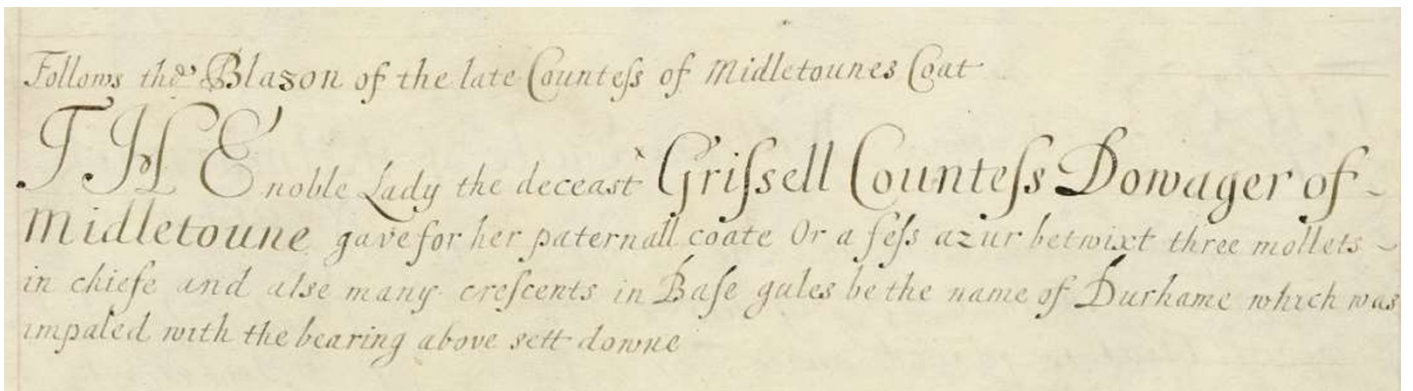 Follows the Blason of the late Countess of Midletounes Coat
THE noble Lady the deceast Grissell Countess Dowager of
Midletoune gave for her paternall coate Or a fess azur betwixt three mollets
in chiefe and alse many crescents in Base gules be the name of Durhame which was
impaled with the bearing above sett downe